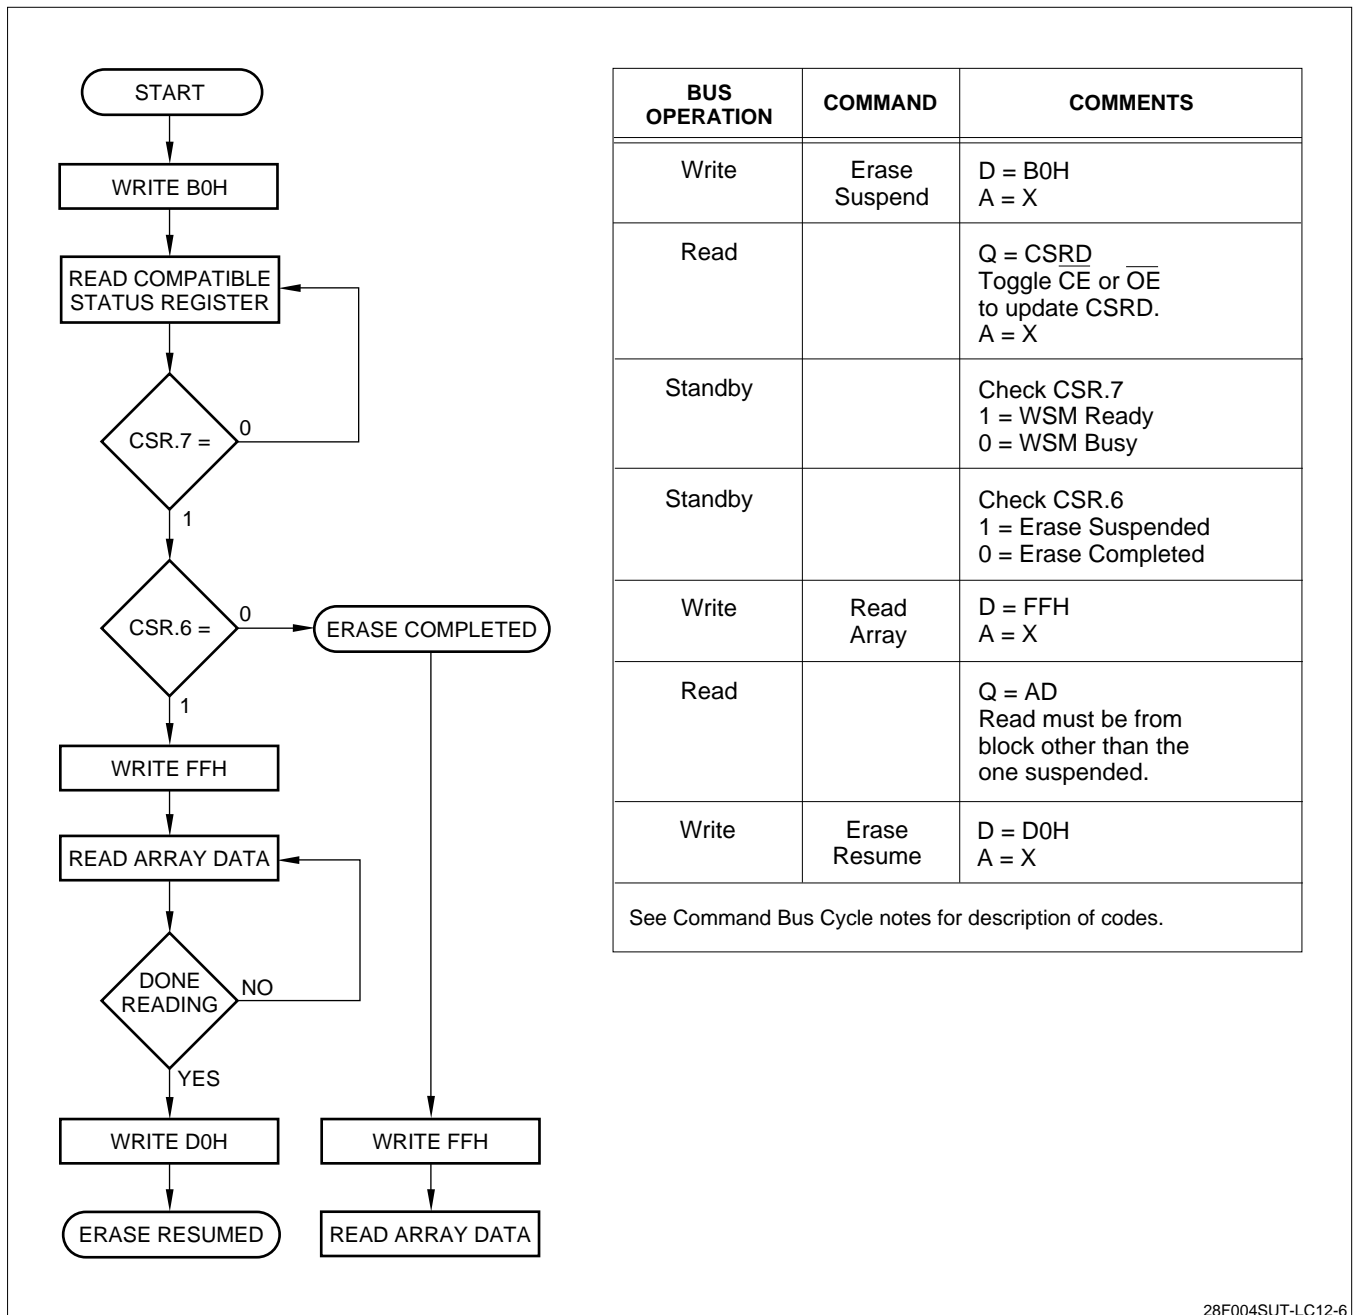 START
WRITE B0H
READ COMPATIBLE
STATUS REGISTER
CSR.7 =
0
1
CSR.6 =
0
ERASE COMPLETED
1
WRITE FFH
READ ARRAY DATA
DONE
READING
NO
YES
WRITE D0H
WRITE FFH
ERASE RESUMED
READ ARRAY DATA
BUS
OPERATION
COMMAND
COMMENTS
Write
Erase
Suspend
D = B0H
A = X
Read
Q = CSRD
Toggle C̅E̅ or O̅E̅
to update CSRD.
A = X
Standby
Check CSR.7
1 = WSM Ready
0 = WSM Busy
Standby
Check CSR.6
1 = Erase Suspended
0 = Erase Completed
Write
Read
Array
D = FFH
A = X
Read
Q = AD
Read must be from
block other than the
one suspended.
Write
Erase
Resume
D = D0H
A = X
See Command Bus Cycle notes for description of codes.
28F004SUT-LC12-6